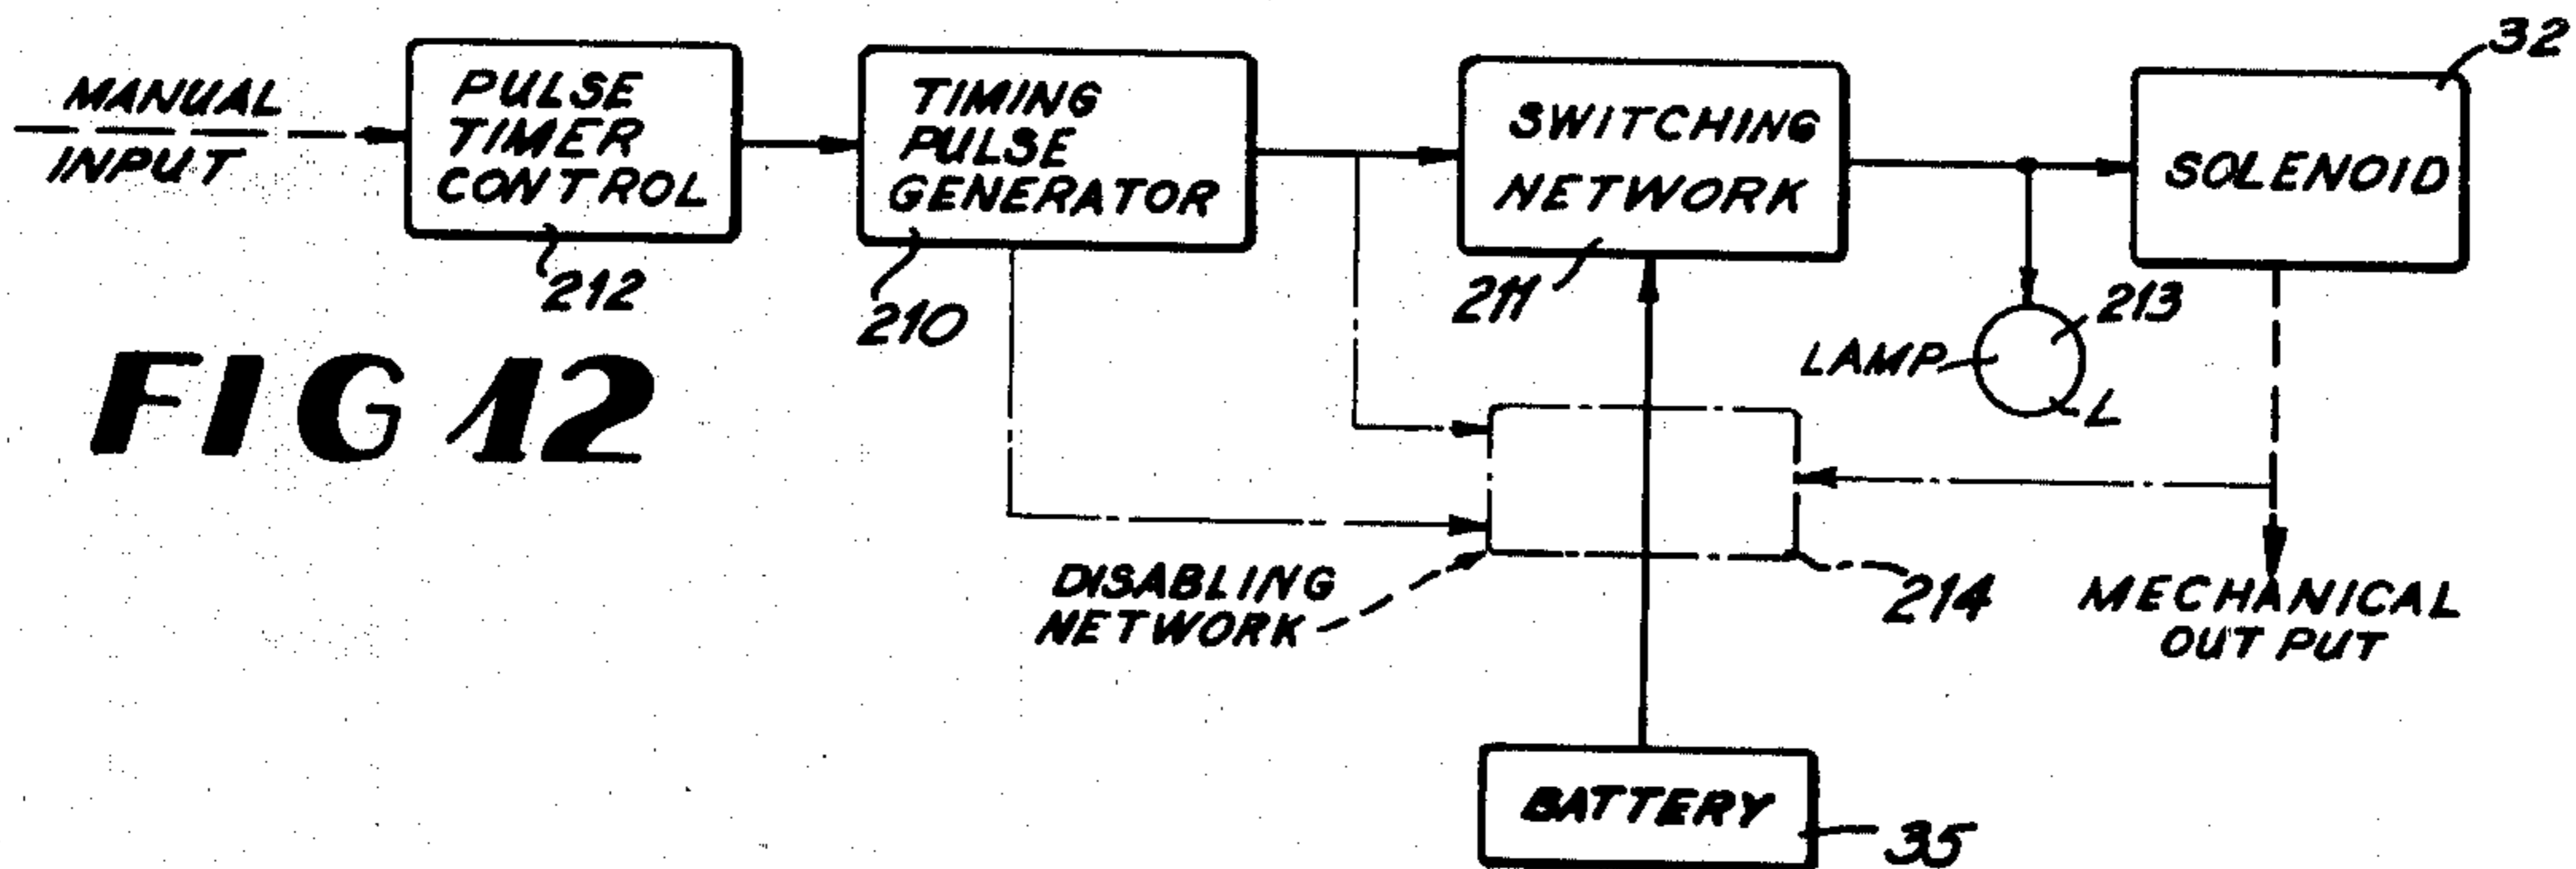 MANUAL
INPUT
PULSE
TIMER
CONTROL
212
TIMING
PULSE
GENERATOR
210
SWITCHING
NETWORK
211
SOLENOID
32
LAMP
213
L
FIG 12
DISABLING
NETWORK
214
MECHANICAL
OUT PUT
BATTERY
35